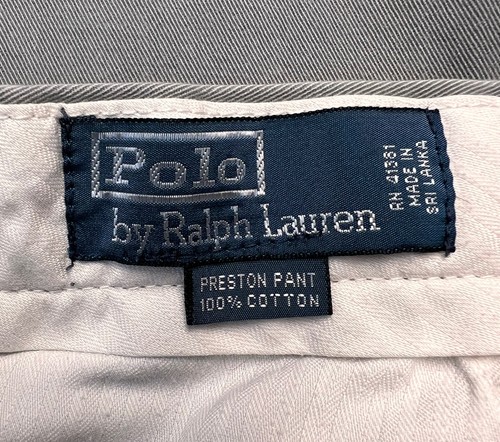 Polo
by Ralph Lauren
RN 41381
MADE IN
SRI LANKA
PRESTON PANT
100% COTTON